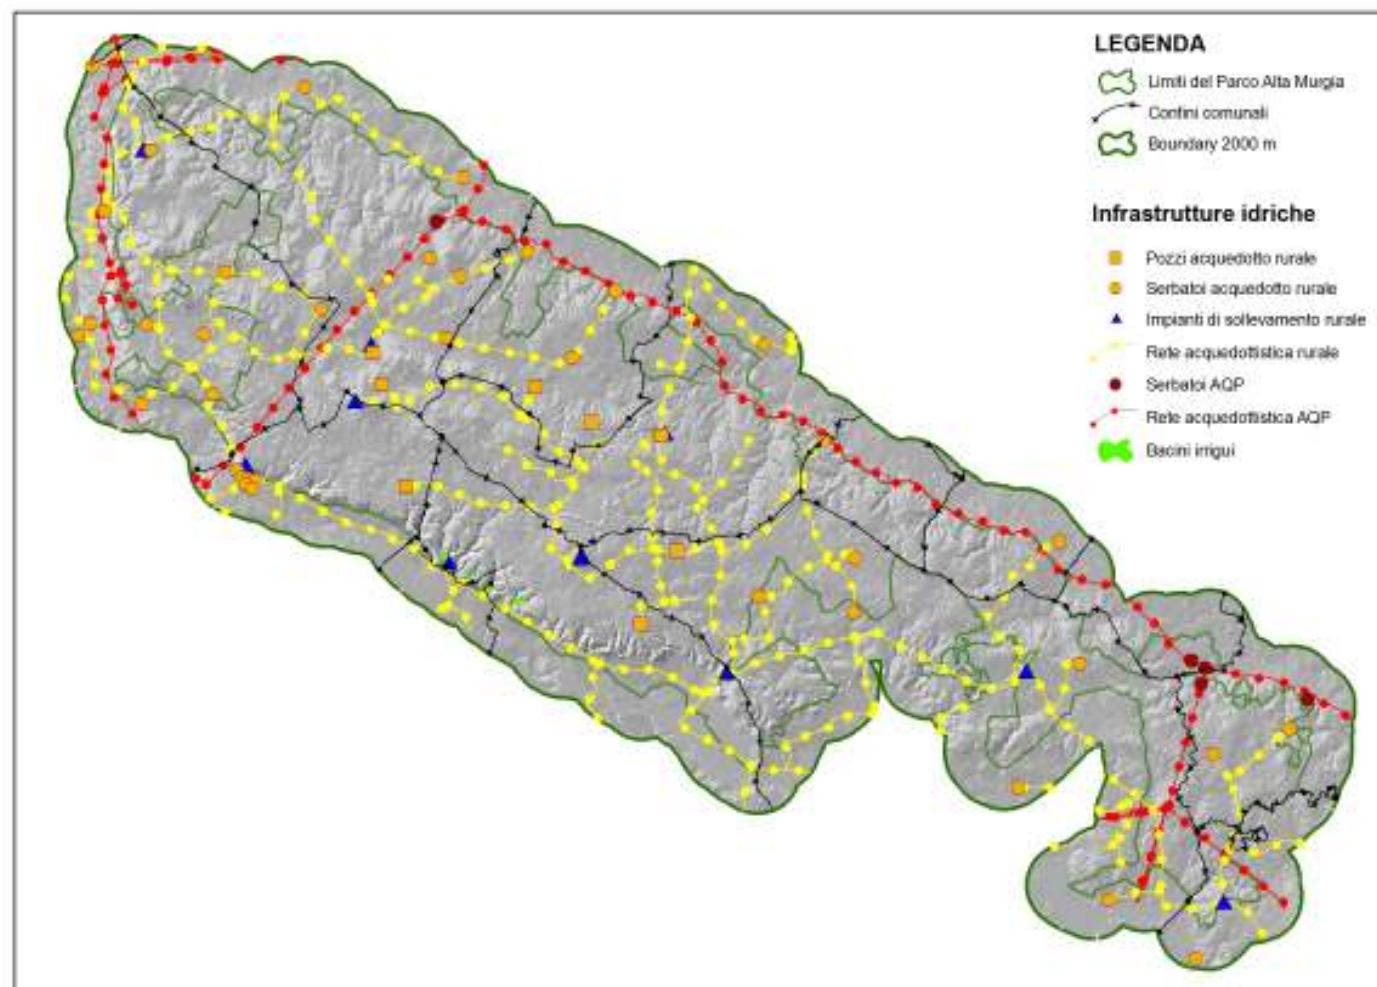 LEGENDA
Limiti del Parco Alta Murgia
Confini comunali
Boundary 2000 m
Infrastrutture idriche
Pozzi acquedotto rurale
Serbatoi acquedotto rurale
Impianti di sollevamento rurale
Rete acquedottistica rurale
Serbatoi AQP
Rete acquedottistica AQP
Bacini irrigui